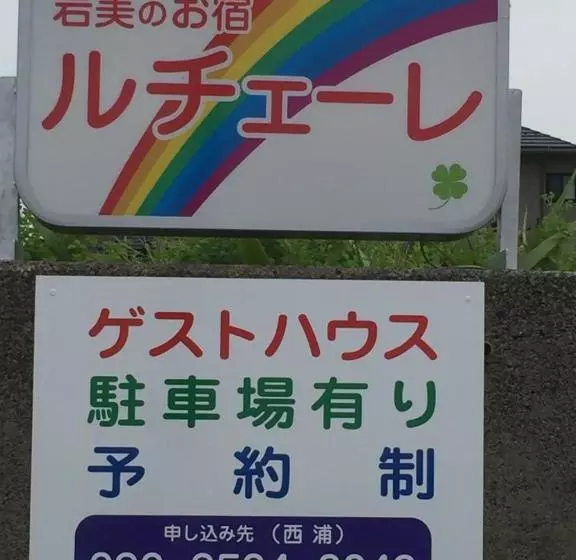 岩美のお宿
ルチェーレ
ゲストハウス
駐車場有り
予約制
申し込み先（西浦）